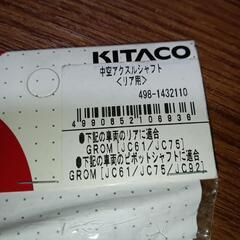 KITACO
中空アクスルシャフト
<リア用>
498-1432110
4990852106936
●下記の車両のリアに適合
GROM[JC61/JC75]
●下記の車両のピボットシャフトに適合
GROM[JC61/JC75/JC92]